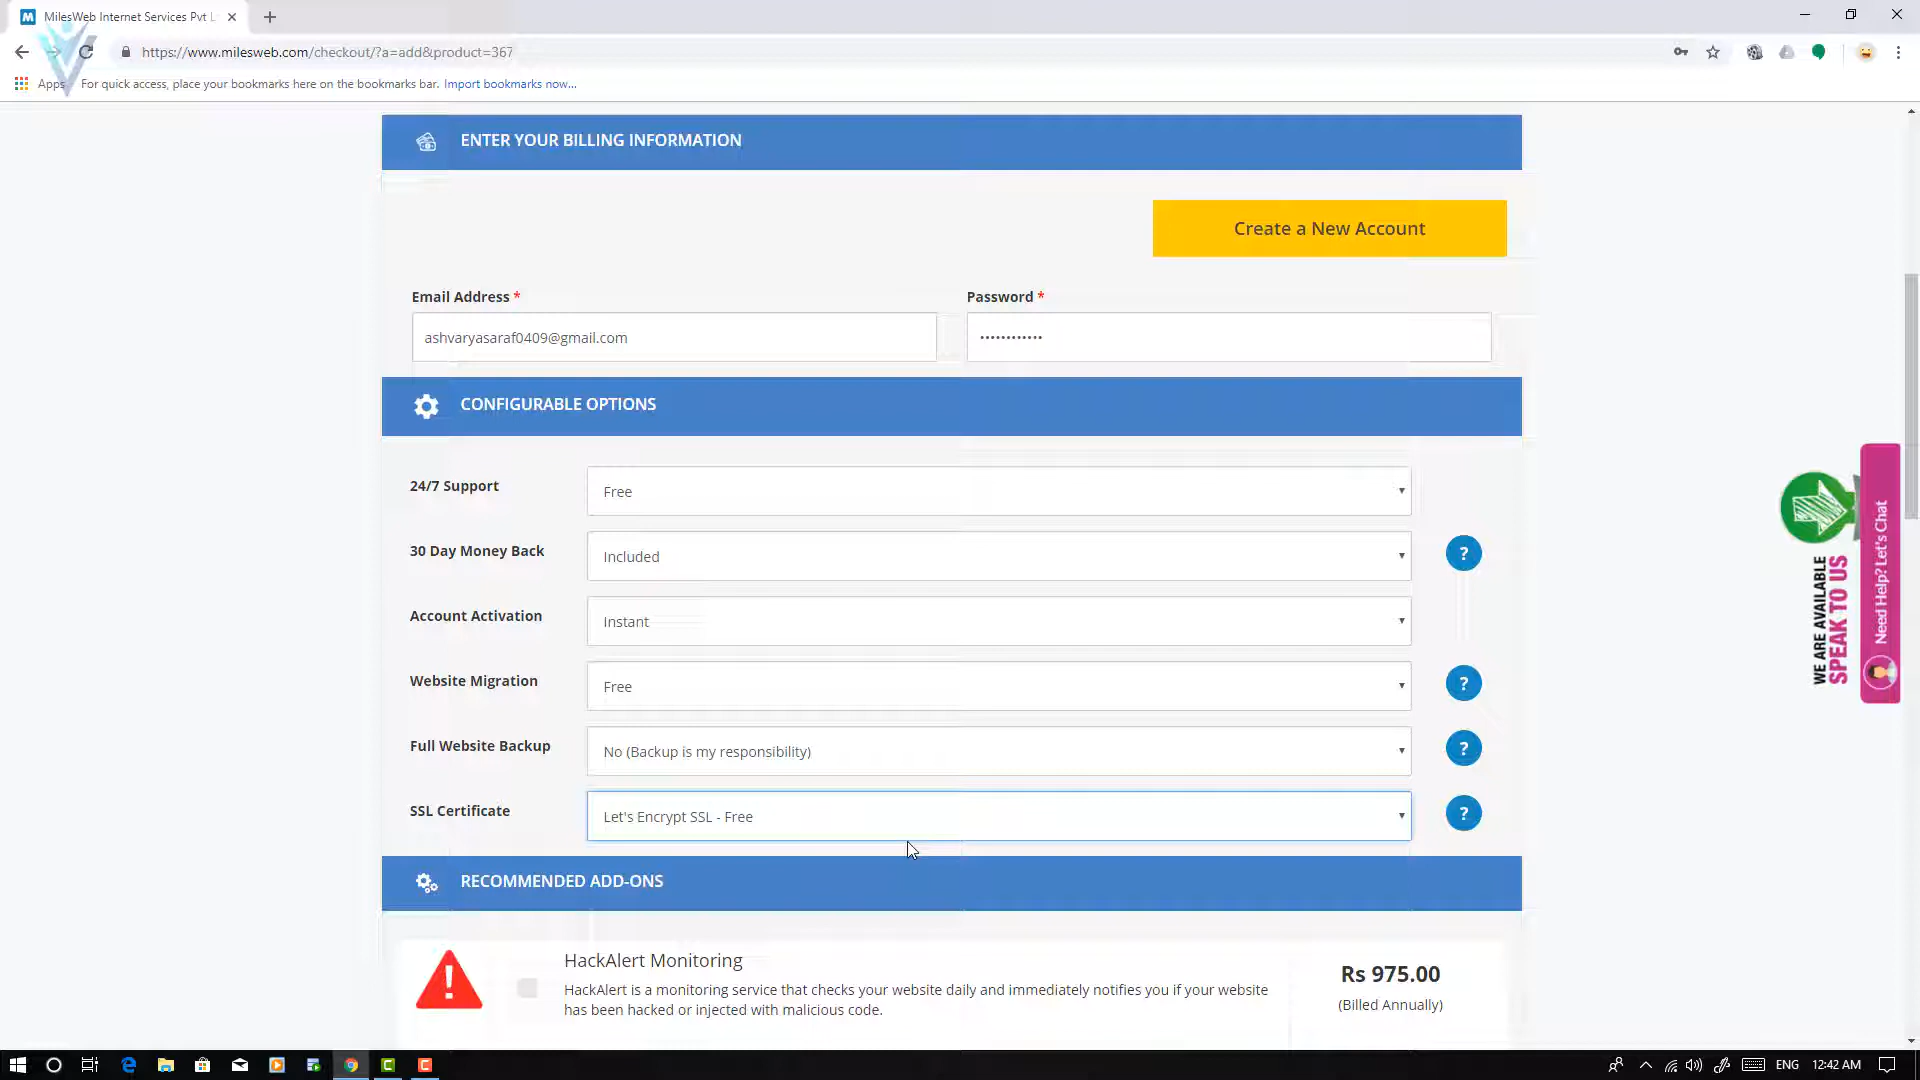 MilesWeb Internet Services Pvt L
https://www.milesweb.com/checkout/?a=add&product=367
Apps
For quick access, place your bookmarks here on the bookmarks bar. Import bookmarks now...
ENTER YOUR BILLING INFORMATION
Create a New Account
Email Address *
Password *
ashvaryasaraf0409@gmail.com
••••••••••••
CONFIGURABLE OPTIONS
24/7 Support
Free
30 Day Money Back
Included
?
Account Activation
Instant
Website Migration
Free
?
Full Website Backup
No (Backup is my responsibility)
?
SSL Certificate
Let's Encrypt SSL - Free
?
WE ARE AVAILABLE
SPEAK TO US
Need Help? Let's Chat
RECOMMENDED ADD-ONS
HackAlert Monitoring
HackAlert is a monitoring service that checks your website daily and immediately notifies you if your website
has been hacked or injected with malicious code.
Rs 975.00
(Billed Annually)
ENG
12:42 AM